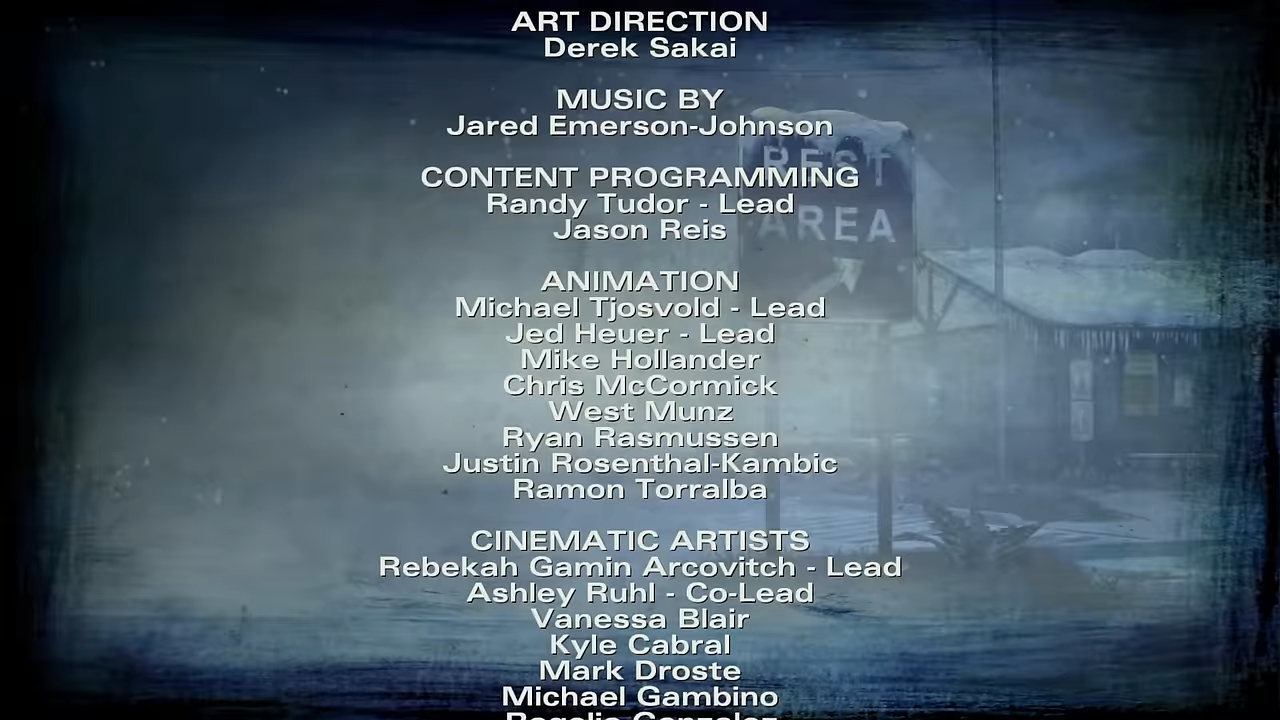 ART DIRECTION
Derek Sakai
MUSIC BY
Jared Emerson-Johnson
REST
AREA
CONTENT PROGRAMMING
Randy Tudor - Lead
Jason Reis
ANIMATION
Michael Tjosvold - Lead
Jed Heuer - Lead
Mike Hollander
Chris McCormick
West Munz
Ryan Rasmussen
Justin Rosenthal-Kambic
Ramon Torralba
CINEMATIC ARTISTS
Rebekah Gamin Arcovitch - Lead
Ashley Ruhl - Co-Lead
Vanessa Blair
Kyle Cabral
Mark Droste
Michael Gambino